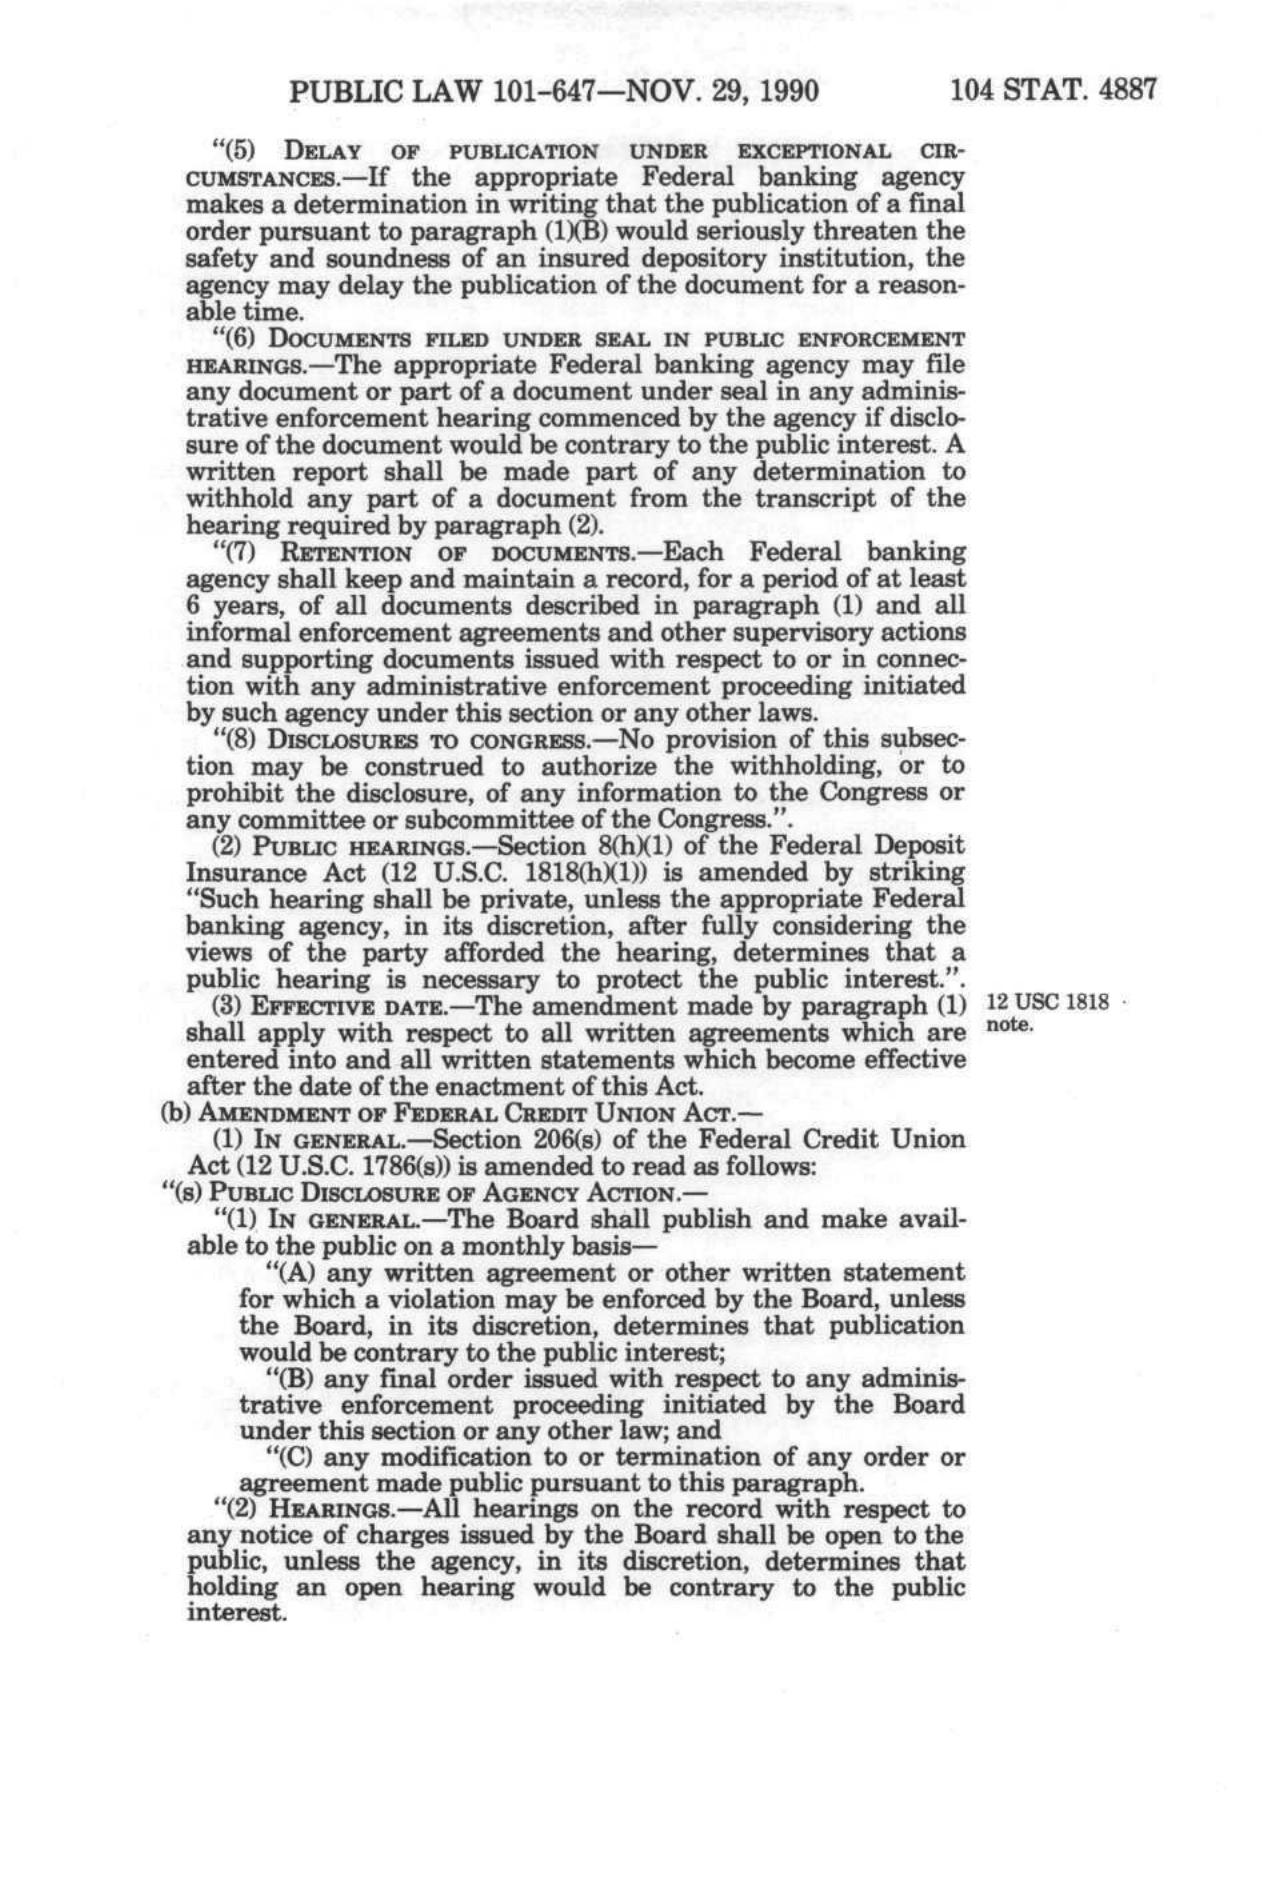 PUBLIC LAW 101–647—NOV. 29, 1990 104 STAT. 4887
“(5) DELAY OF PUBLICATION UNDER EXCEPTIONAL CIR-
CUMSTANCES.—If the appropriate Federal banking agency
makes a determination in writing that the publication of a final
order pursuant to paragraph (1)(B) would seriously threaten the
safety and soundness of an insured depository institution, the
agency may delay the publication of the document for a reason-
able time.
“(6) DOCUMENTS FILED UNDER SEAL IN PUBLIC ENFORCEMENT
HEARINGS.—The appropriate Federal banking agency may file
any document or part of a document under seal in any adminis-
trative enforcement hearing commenced by the agency if disclo-
sure of the document would be contrary to the public interest. A
written report shall be made part of any determination to
withhold any part of a document from the transcript of the
hearing required by paragraph (2).
“(7) RETENTION OF DOCUMENTS.—Each Federal banking
agency shall keep and maintain a record, for a period of at least
6 years, of all documents described in paragraph (1) and all
informal enforcement agreements and other supervisory actions
and supporting documents issued with respect to or in connec-
tion with any administrative enforcement proceeding initiated
by such agency under this section or any other laws.
“(8) DISCLOSURES TO CONGRESS.—No provision of this subsec-
tion may be construed to authorize the withholding, or to
prohibit the disclosure, of any information to the Congress or
any committee or subcommittee of the Congress.”.
(2) PUBLIC HEARINGS.—Section 8(h)(1) of the Federal Deposit
Insurance Act (12 U.S.C. 1818(h)(1)) is amended by striking
“Such hearing shall be private, unless the appropriate Federal
banking agency, in its discretion, after fully considering the
views of the party afforded the hearing, determines that a
public hearing is necessary to protect the public interest.”.
(3) EFFECTIVE DATE.—The amendment made by paragraph (1)
shall apply with respect to all written agreements which are
entered into and all written statements which become effective
after the date of the enactment of this Act.
12 USC 1818
note.
(b) AMENDMENT OF FEDERAL CREDIT UNION ACT.—
(1) IN GENERAL.—Section 206(s) of the Federal Credit Union
Act (12 U.S.C. 1786(s)) is amended to read as follows:
“(s) PUBLIC DISCLOSURE OF AGENCY ACTION.—
“(1) IN GENERAL.—The Board shall publish and make avail-
able to the public on a monthly basis—
“(A) any written agreement or other written statement
for which a violation may be enforced by the Board, unless
the Board, in its discretion, determines that publication
would be contrary to the public interest;
“(B) any final order issued with respect to any adminis-
trative enforcement proceeding initiated by the Board
under this section or any other law; and
“(C) any modification to or termination of any order or
agreement made public pursuant to this paragraph.
“(2) HEARINGS.—All hearings on the record with respect to
any notice of charges issued by the Board shall be open to the
public, unless the agency, in its discretion, determines that
holding an open hearing would be contrary to the public
interest.